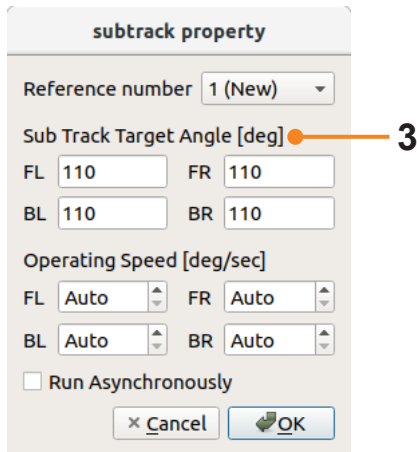 subtrack property
Reference number 1 (New)
Sub Track Target Angle [deg] 3
FL 110 FR 110
BL 110 BR 110
Operating Speed [deg/sec]
FL Auto FR Auto
BL Auto BR Auto
Run Asynchronously
Cancel OK